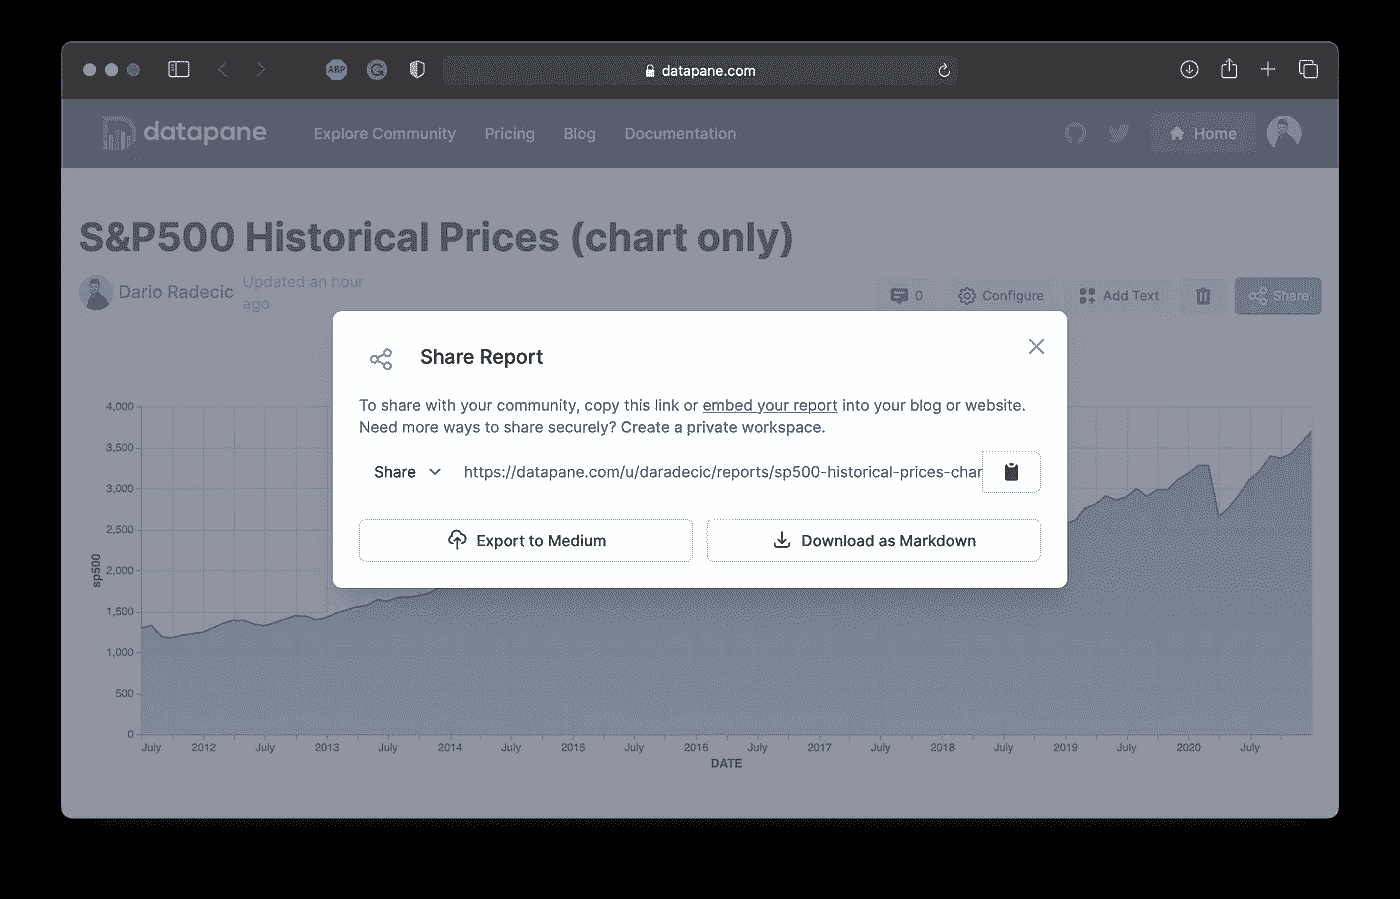 ABP
datapane.com
datapane
Explore Community
Pricing
Blog
Documentation
Home
S&P500 Historical Prices (chart only)
Dario Radecic
Updated an hour
ago
0
Configure
Add Text
Share
Share Report
To share with your community, copy this link or embed your report into your blog or website.
Need more ways to share securely? Create a private workspace.
Share
https://datapane.com/u/daradecic/reports/sp500-historical-prices-char
Export to Medium
Download as Markdown
4,000
3,500
3,000
2,500
2,000
1,500
1,000
500
0
sp500
July 2012 July 2013 July 2014 July 2015 July 2016 July 2017 July 2018 July 2019 July 2020 July
DATE